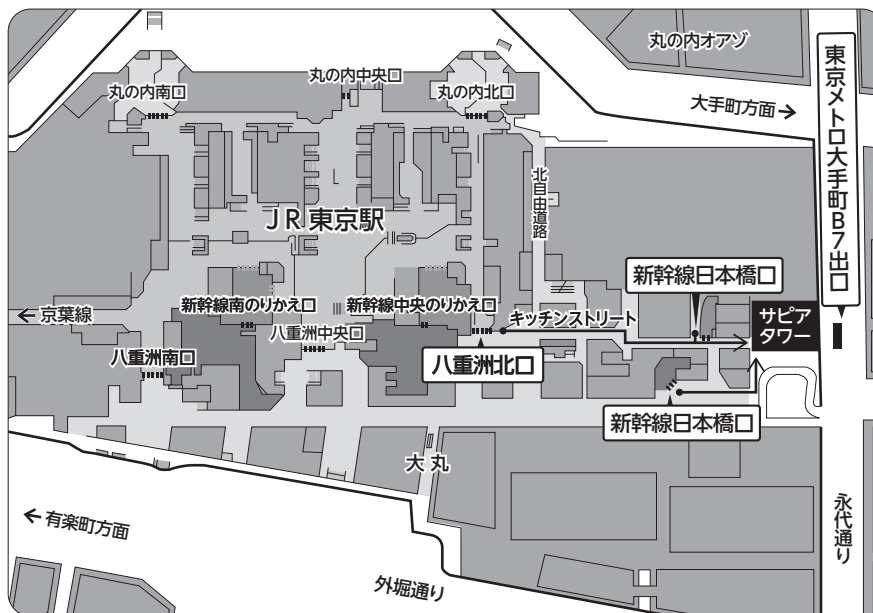 丸の内オアゾ
丸の内中央口
丸の内南口
丸の内北口
大手町方面→
東京メトロ大手町B7出口
北自由道路
JR東京駅
新幹線日本橋口
新幹線南のりかえ口
新幹線中央のりかえ口
キッチンストリート
サピア
タワー
←京葉線
八重洲中央口
八重洲南口
八重洲北口
新幹線日本橋口
大丸
←有楽町方面
永代通り
外堀通り